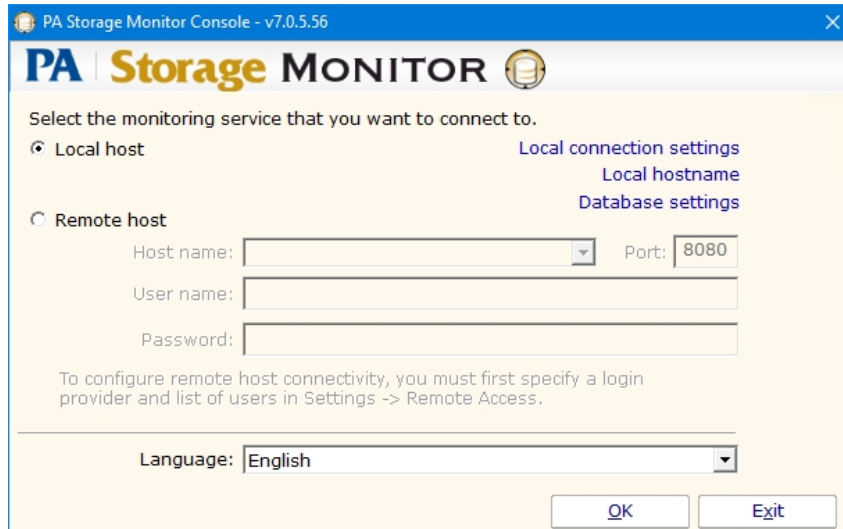 PA Storage Monitor Console - v7.0.5.56
PA Storage MONITOR
Select the monitoring service that you want to connect to.
Local host
Local connection settings
Local hostname
Database settings
Remote host
Host name: Port: 8080
User name:
Password:
To configure remote host connectivity, you must first specify a login
provider and list of users in Settings -> Remote Access.
Language: English
OK Exit